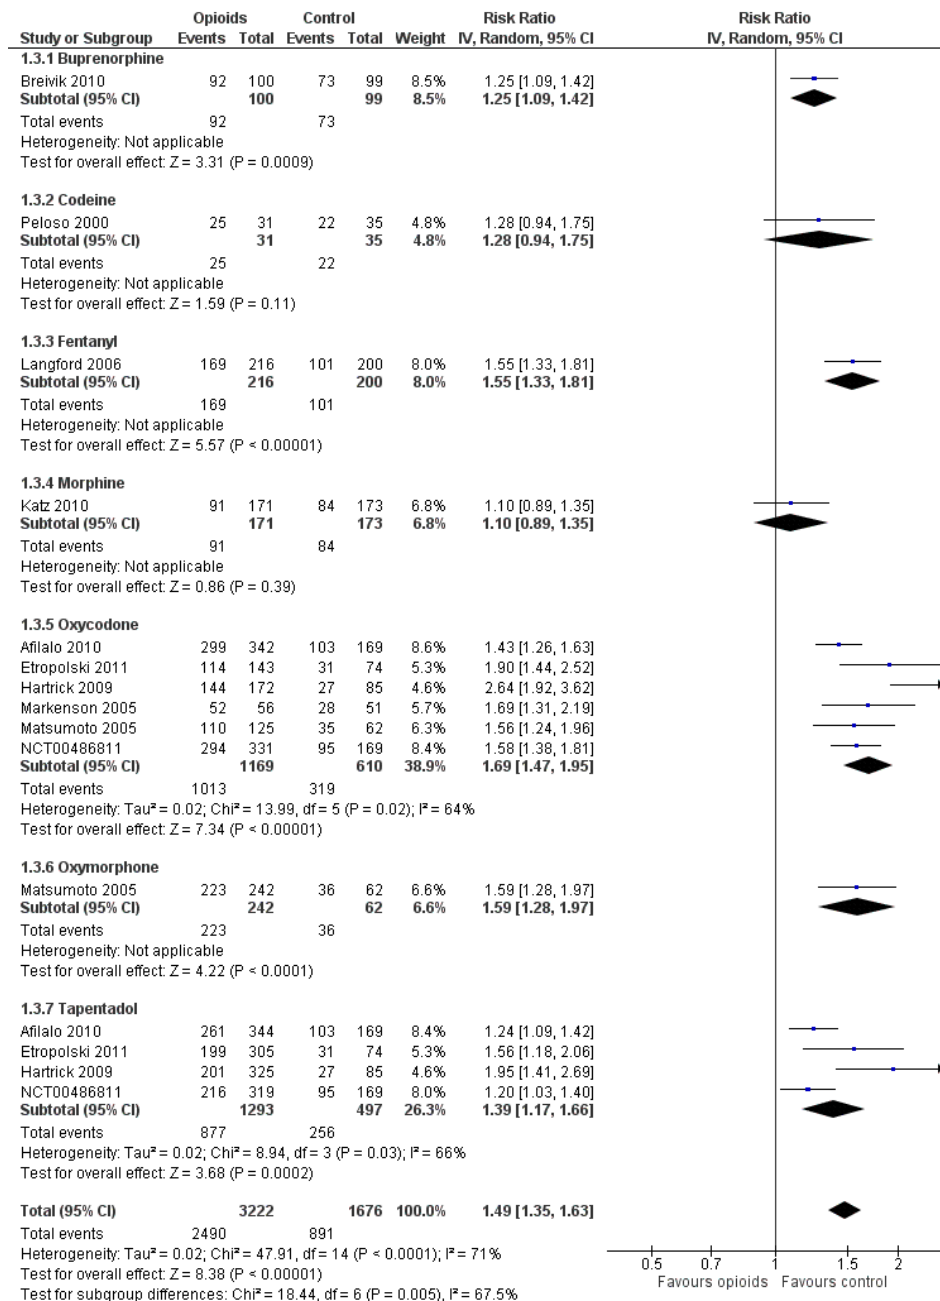 Opioids Control Risk Ratio Risk Ratio
Study or Subgroup Events Total Events Total Weight IV, Random, 95% CI IV, Random, 95% CI
1.3.1 Buprenorphine
Breivik 2010 92 100 73 99 8.5% 1.25 [1.09, 1.42]
Subtotal (95% CI) 100 99 8.5% 1.25 [1.09, 1.42]
Total events 92 73
Heterogeneity: Not applicable
Test for overall effect: Z = 3.31 (P = 0.0009)
1.3.2 Codeine
Peloso 2000 25 31 22 35 4.8% 1.28 [0.94, 1.75]
Subtotal (95% CI) 31 35 4.8% 1.28 [0.94, 1.75]
Total events 25 22
Heterogeneity: Not applicable
Test for overall effect: Z = 1.59 (P = 0.11)
1.3.3 Fentanyl
Langford 2006 169 216 101 200 8.0% 1.55 [1.33, 1.81]
Subtotal (95% CI) 216 200 8.0% 1.55 [1.33, 1.81]
Total events 169 101
Heterogeneity: Not applicable
Test for overall effect: Z = 5.57 (P < 0.00001)
1.3.4 Morphine
Katz 2010 91 171 84 173 6.8% 1.10 [0.89, 1.35]
Subtotal (95% CI) 171 173 6.8% 1.10 [0.89, 1.35]
Total events 91 84
Heterogeneity: Not applicable
Test for overall effect: Z = 0.86 (P = 0.39)
1.3.5 Oxycodone
Afilalo 2010 299 342 103 169 8.6% 1.43 [1.26, 1.63]
Etropolski 2011 114 143 31 74 5.3% 1.90 [1.44, 2.52]
Hartrick 2009 144 172 27 85 4.6% 2.64 [1.92, 3.62]
Markenson 2005 52 56 28 51 5.7% 1.69 [1.31, 2.19]
Matsumoto 2005 110 125 35 62 6.3% 1.56 [1.24, 1.96]
NCT00486811 294 331 95 169 8.4% 1.58 [1.38, 1.81]
Subtotal (95% CI) 1169 610 38.9% 1.69 [1.47, 1.95]
Total events 1013 319
Heterogeneity: Tau² = 0.02; Chi² = 13.99, df = 5 (P = 0.02); I² = 64%
Test for overall effect: Z = 7.34 (P < 0.00001)
1.3.6 Oxymorphone
Matsumoto 2005 223 242 36 62 6.6% 1.59 [1.28, 1.97]
Subtotal (95% CI) 242 62 6.6% 1.59 [1.28, 1.97]
Total events 223 36
Heterogeneity: Not applicable
Test for overall effect: Z = 4.22 (P < 0.0001)
1.3.7 Tapentadol
Afilalo 2010 261 344 103 169 8.4% 1.24 [1.09, 1.42]
Etropolski 2011 199 305 31 74 5.3% 1.56 [1.18, 2.06]
Hartrick 2009 201 325 27 85 4.6% 1.95 [1.41, 2.69]
NCT00486811 216 319 95 169 8.0% 1.20 [1.03, 1.40]
Subtotal (95% CI) 1293 497 26.3% 1.39 [1.17, 1.66]
Total events 877 256
Heterogeneity: Tau² = 0.02; Chi² = 8.94, df = 3 (P = 0.03); I² = 66%
Test for overall effect: Z = 3.68 (P = 0.0002)
Total (95% CI) 3222 1676 100.0% 1.49 [1.35, 1.63]
Total events 2490 891
Heterogeneity: Tau² = 0.02; Chi² = 47.91, df = 14 (P < 0.0001); I² = 71%
Test for overall effect: Z = 8.38 (P < 0.00001)
Test for subgroup differences: Chi² = 18.44, df = 6 (P = 0.005), I² = 67.5%
0.5 0.7 1 1.5 2
Favours opioids Favours control